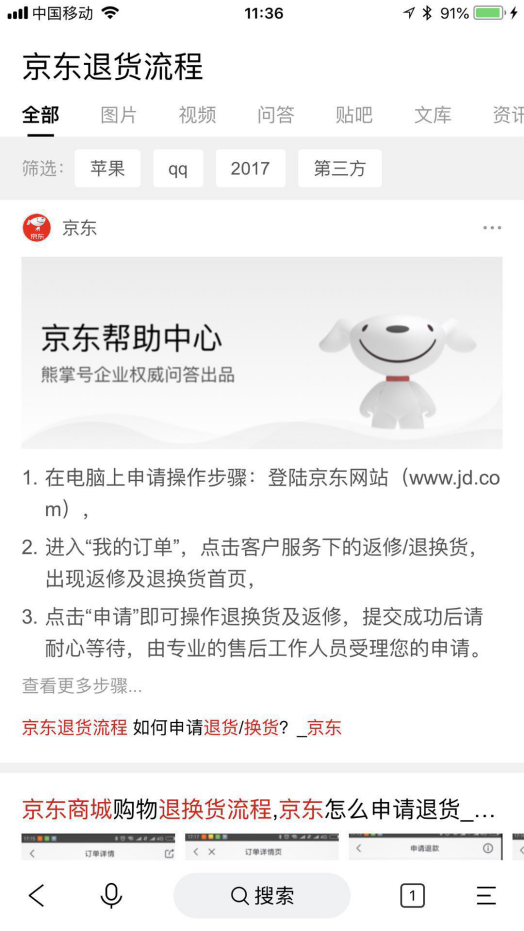 中国移动 11:36 91%
京东退货流程
全部 图片 视频 问答 贴吧 文库 资讯
筛选： 苹果 qq 2017 第三方
京东
京东帮助中心
熊掌号企业权威问答出品
1. 在电脑上申请操作步骤：登陆京东网站（www.jd.co
m），
2. 进入“我的订单”，点击客户服务下的返修/退换货，
出现返修及退换货首页，
3. 点击“申请”即可操作退换货及返修，提交成功后请
耐心等待，由专业的售后工作人员受理您的申请。
查看更多步骤...
京东退货流程 如何申请退货/换货？_京东
京东商城购物退换货流程,京东怎么申请退货_...
订单详情 订单详情页 申请退款
1 搜索